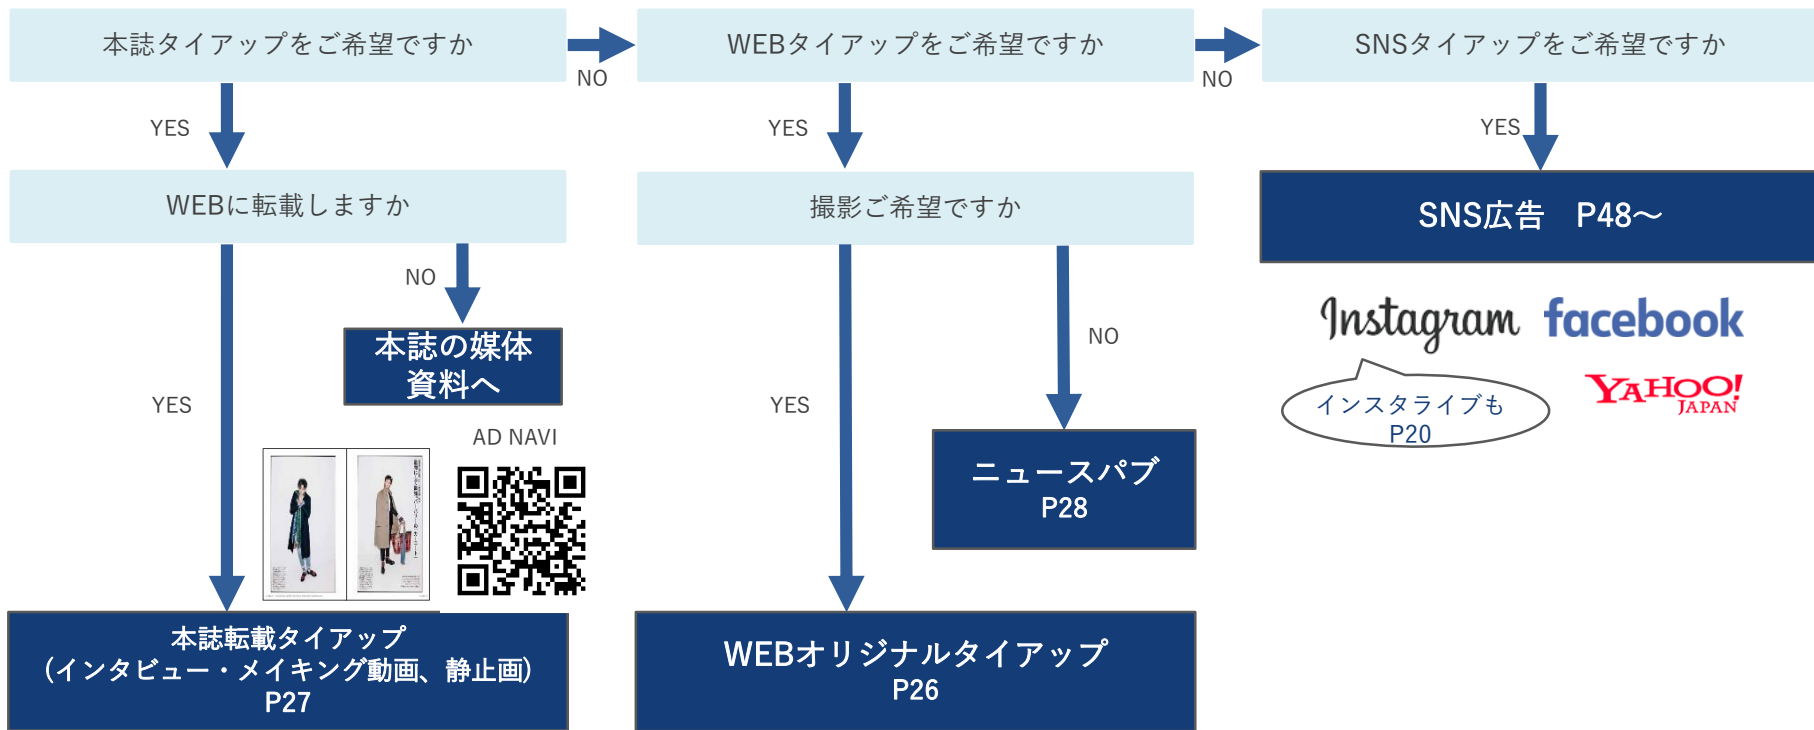 本誌タイアップをご希望ですか
NO
WEBタイアップをご希望ですか
NO
SNSタイアップをご希望ですか
YES
YES
YES
WEBに転載しますか
撮影ご希望ですか
SNS広告　P48～
NO
本誌の媒体
資料へ
YES
YES
NO
Instagram
facebook
YAHOO!
JAPAN
インスタライブも
P20
AD NAVI
ニュースパブ
P28
本誌転載タイアップ
（インタビュー・メイキング動画、静止画）
P27
WEBオリジナルタイアップ
P26